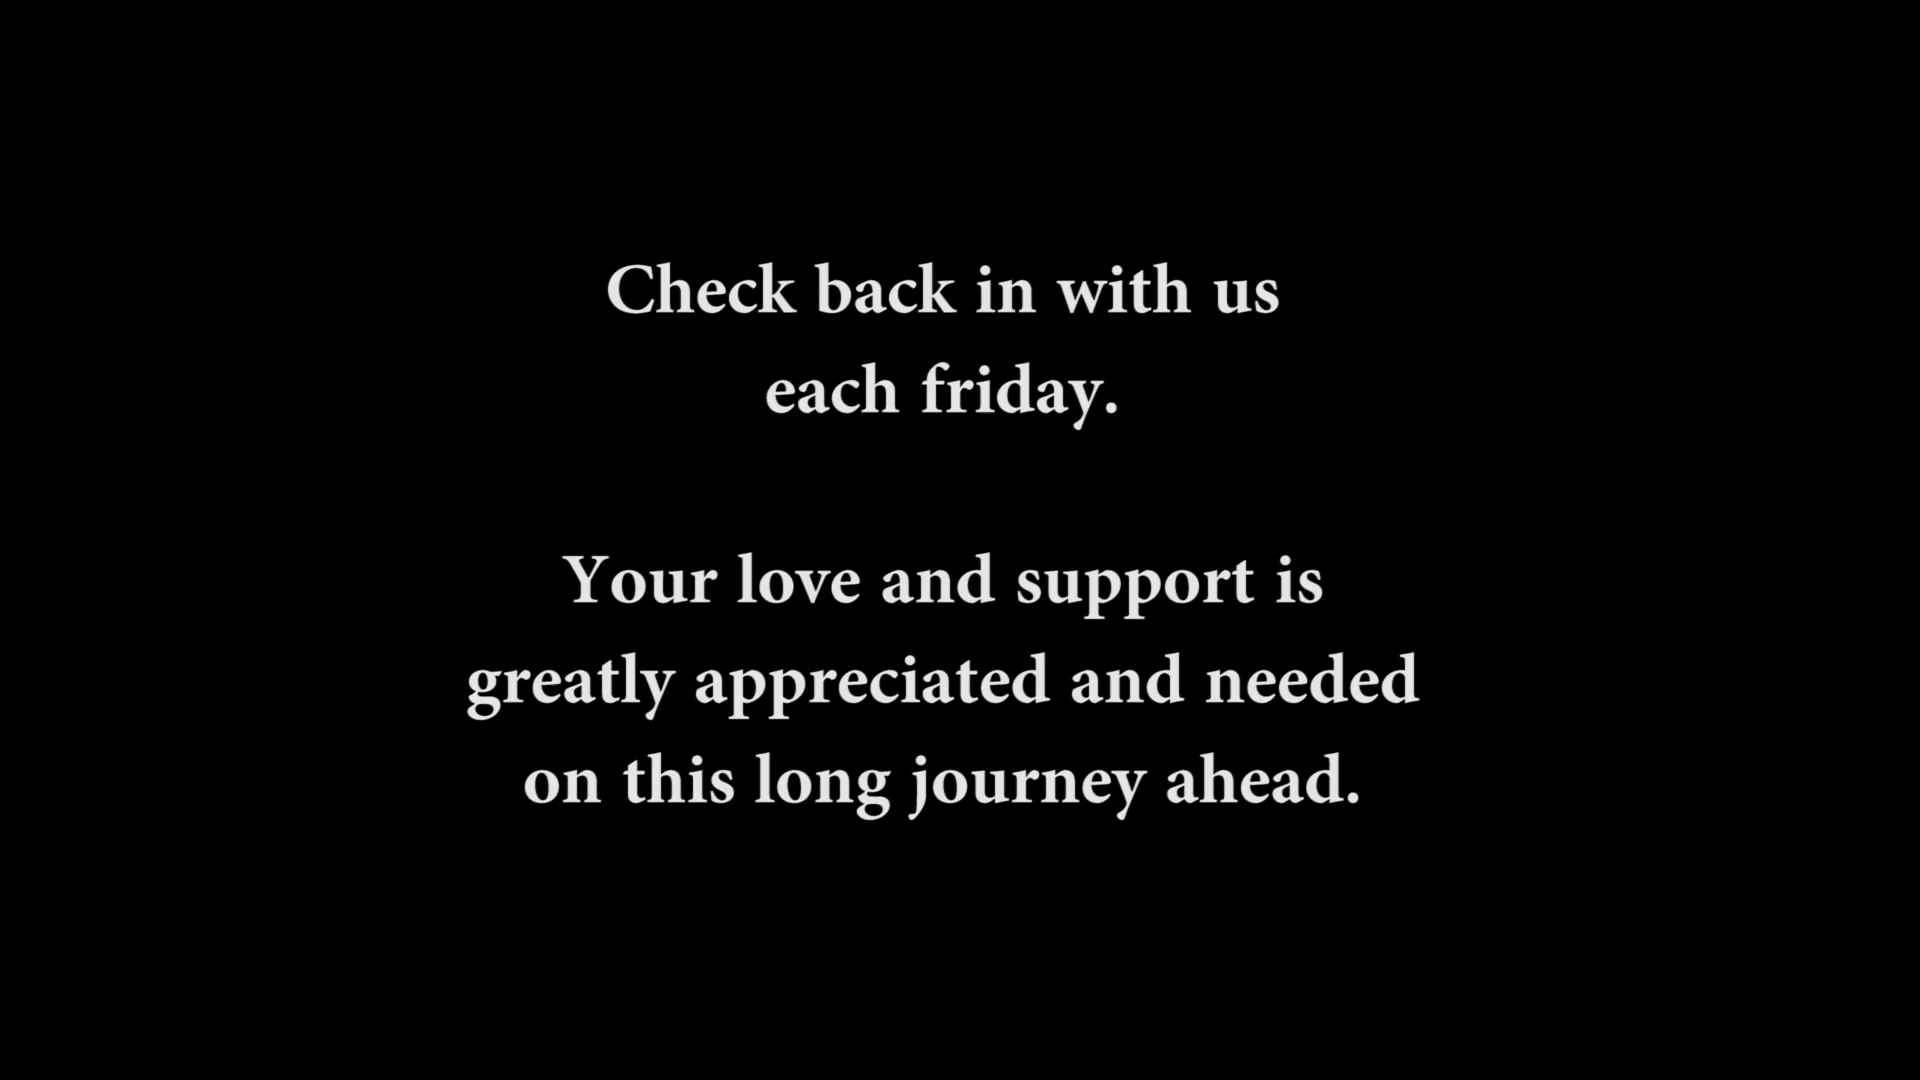 Check back in with us
each friday.
Your love and support is
greatly appreciated and needed
on this long journey ahead.